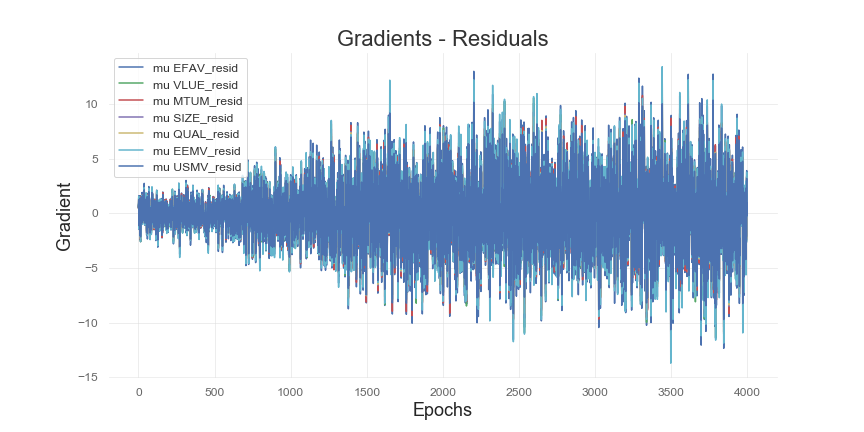 Gradients - Residuals
mu EFAV_resid
mu VLUE_resid
mu MTUM_resid
mu SIZE_resid
mu QUAL_resid
mu EEMV_resid
mu USMV_resid
10
5
0
−5
−10
−15
Gradient
0 500 1000 1500 2000 2500 3000 3500 4000
Epochs